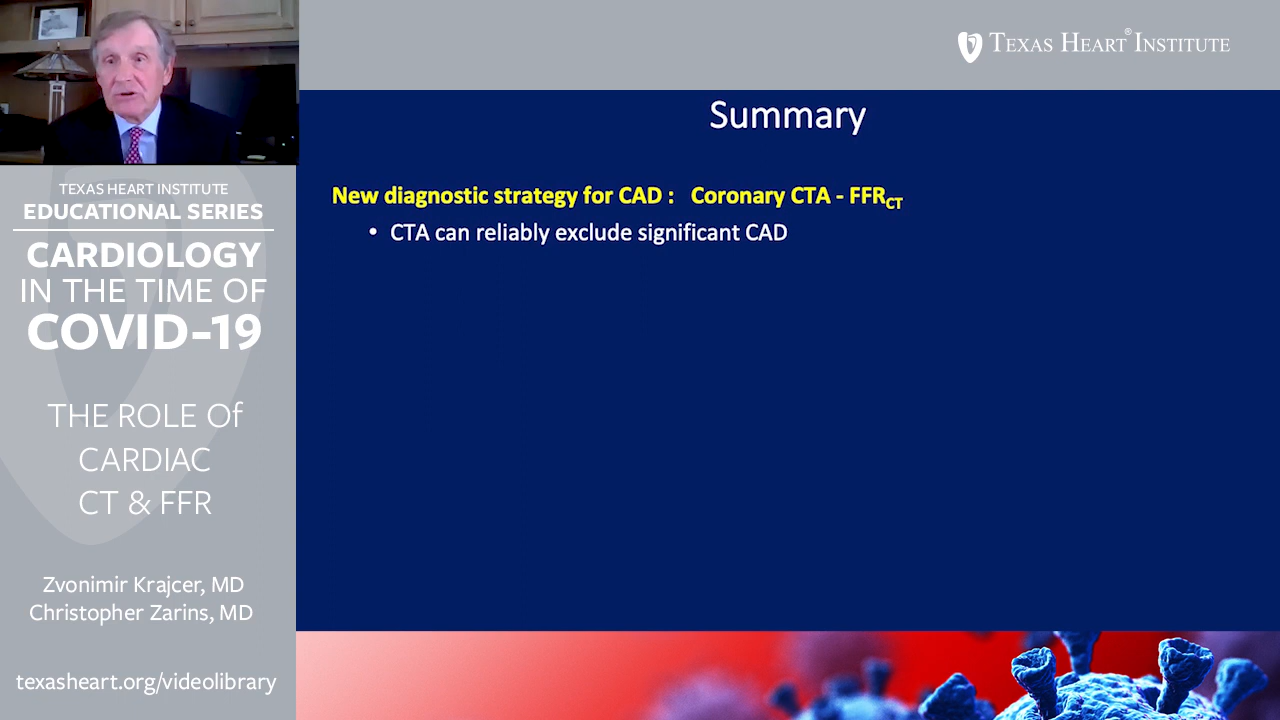 TEXAS HEART® INSTITUTE
Summary
New diagnostic strategy for CAD : Coronary CTA - FFRCT
• CTA can reliably exclude significant CAD
TEXAS HEART INSTITUTE
EDUCATIONAL SERIES
CARDIOLOGY
IN THE TIME OF
COVID-19
THE ROLE Of
CARDIAC
CT & FFR
Zvonimir Krajcer, MD
Christopher Zarins, MD
texasheart.org/videolibrary